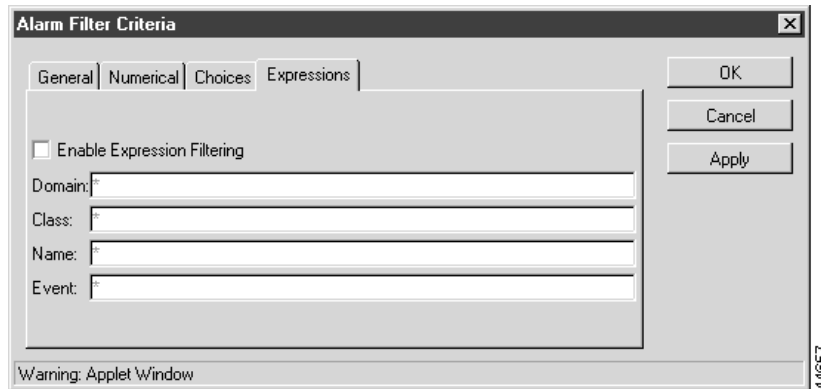 Alarm Filter Criteria
General Numerical Choices Expressions
OK
Cancel
Apply
Enable Expression Filtering
Domain: *
Class: *
Name: *
Event: *
Warning: Applet Window